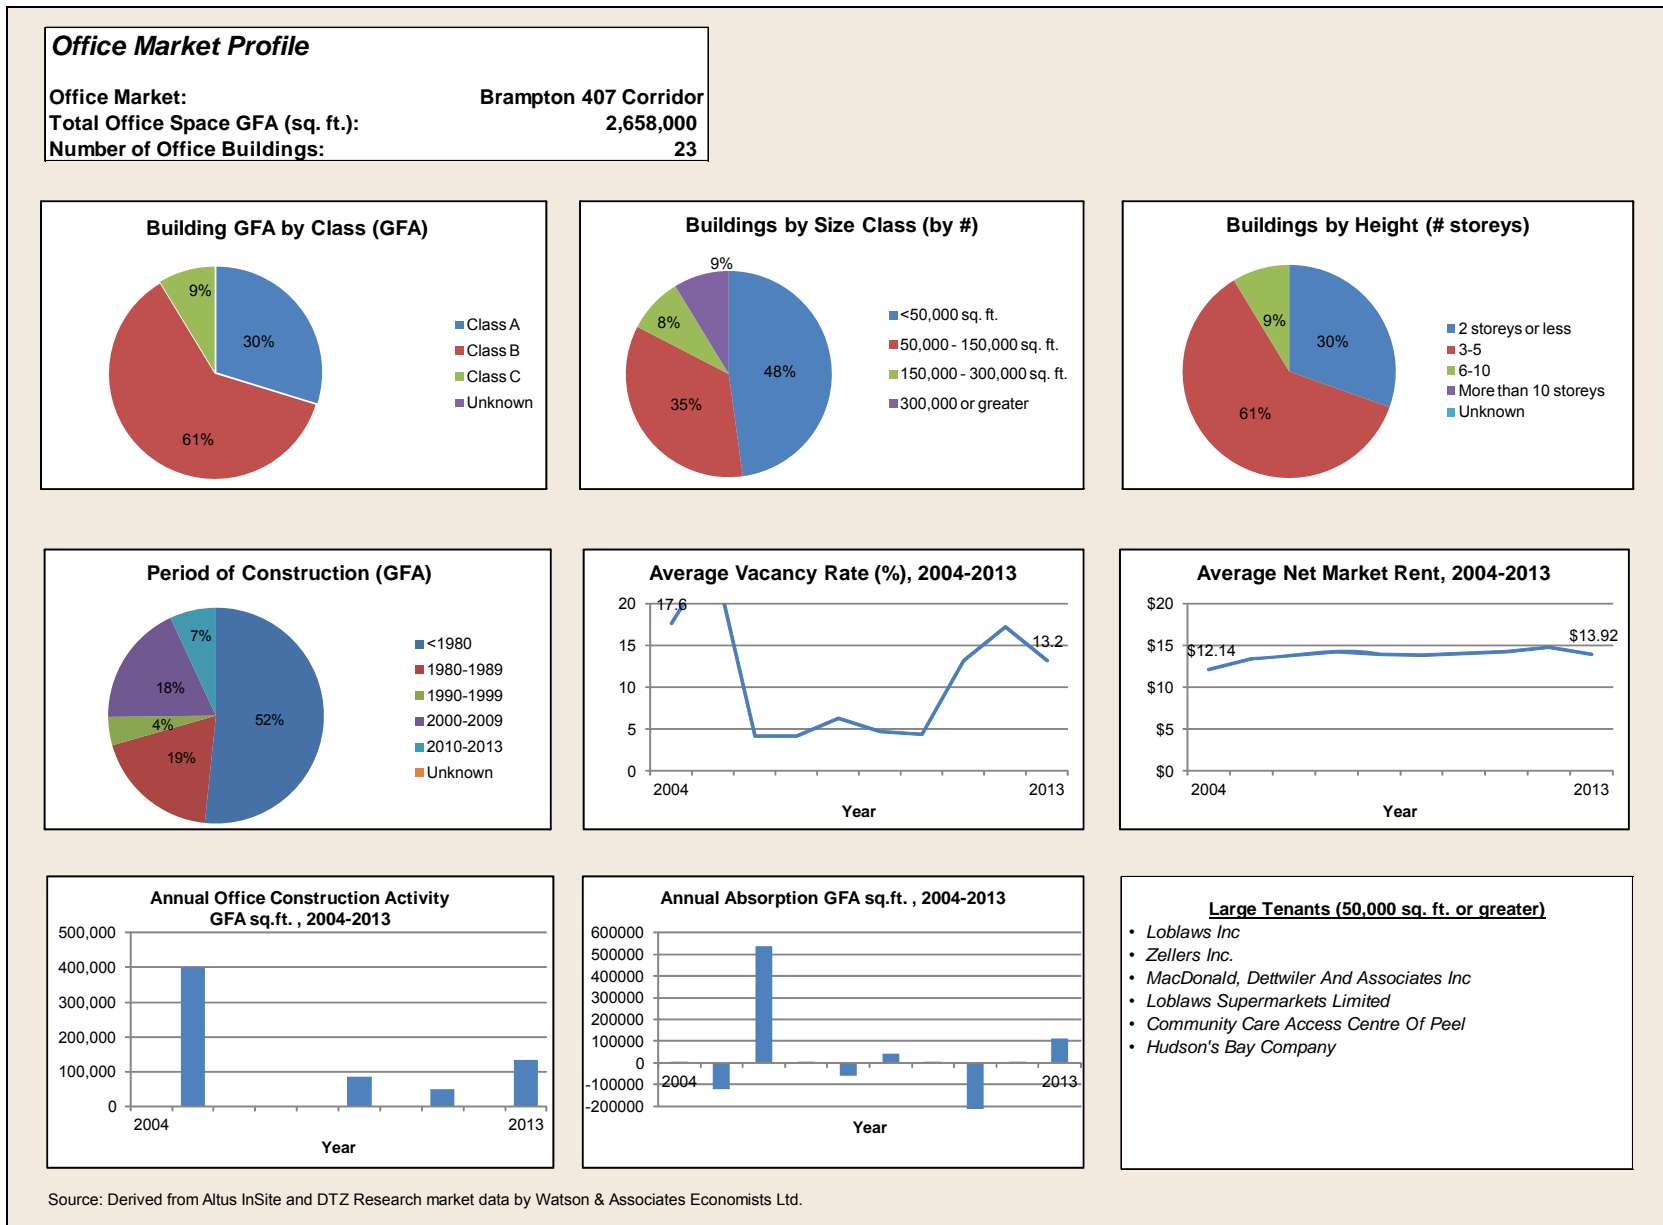 Office Market Profile
Office Market: Brampton 407 Corridor
Total Office Space GFA (sq. ft.): 2,658,000
Number of Office Buildings: 23
Building GFA by Class (GFA)
9%
30%
61%
Class A
Class B
Class C
Unknown
Buildings by Size Class (by #)
9%
8%
48%
35%
<50,000 sq. ft.
50,000 - 150,000 sq. ft.
150,000 - 300,000 sq. ft.
300,000 or greater
Buildings by Height (# storeys)
9%
30%
61%
2 storeys or less
3-5
6-10
More than 10 storeys
Unknown
Period of Construction (GFA)
7%
18%
52%
4%
19%
<1980
1980-1989
1990-1999
2000-2009
2010-2013
Unknown
Average Vacancy Rate (%), 2004-2013
20
17.6
15
13.2
10
5
0
2004 2013
Year
Average Net Market Rent, 2004-2013
$20
$15
$13.92
$12.14
$10
$5
$0
2004 2013
Year
Annual Office Construction Activity
GFA sq.ft. , 2004-2013
500,000
400,000
300,000
200,000
100,000
0
2004 2013
Year
Annual Absorption GFA sq.ft. , 2004-2013
600000
500000
400000
300000
200000
100000
0
2004 2013
-100000
-200000
Year
Large Tenants (50,000 sq. ft. or greater)
• Loblaws Inc
• Zellers Inc.
• MacDonald, Dettwiler And Associates Inc
• Loblaws Supermarkets Limited
• Community Care Access Centre Of Peel
• Hudson's Bay Company
Source: Derived from Altus InSite and DTZ Research market data by Watson & Associates Economists Ltd.